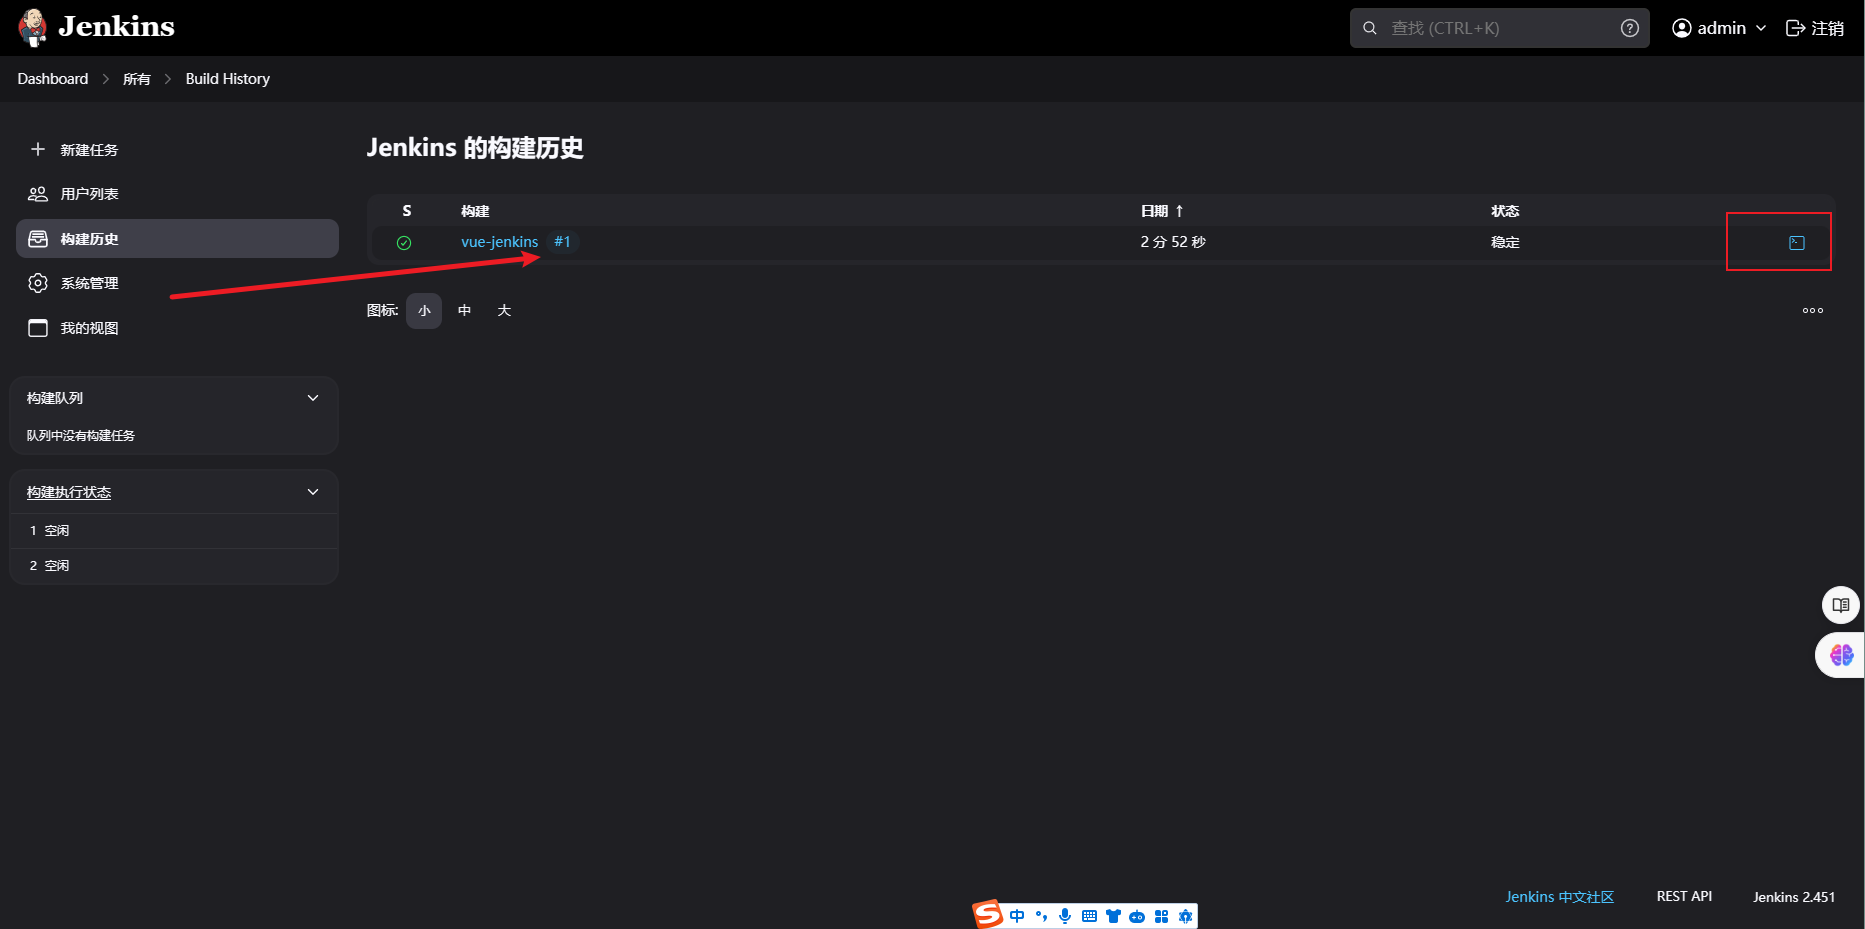 Jenkins
查找 (CTRL+K)
admin
注销
Dashboard
所有
Build History
新建任务
用户列表
构建历史
系统管理
我的视图
构建队列
队列中没有构建任务
构建执行状态
1 空闲
2 空闲
Jenkins 的构建历史
S 构建 日期 ↑ 状态
vue-jenkins #1 2 分 52 秒 稳定
图标: 小 中 大
Jenkins 中文社区 REST API Jenkins 2.451
中